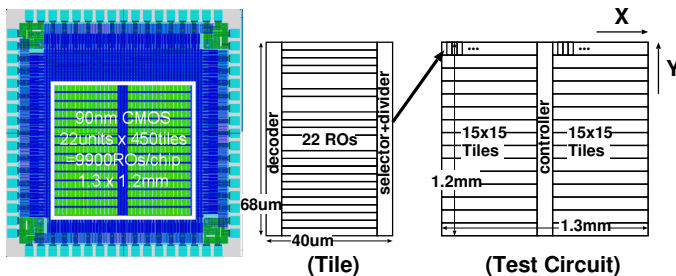 90nm CMOS
22units x 450tiles
=9900ROs/chip
1.3 x 1.2mm
decoder
22 ROs
selector+divider
68um
40um
(Tile)
X
Y
...
...
15x15
Tiles
controller
15x15
Tiles
1.2mm
1.3mm
(Test Circuit)